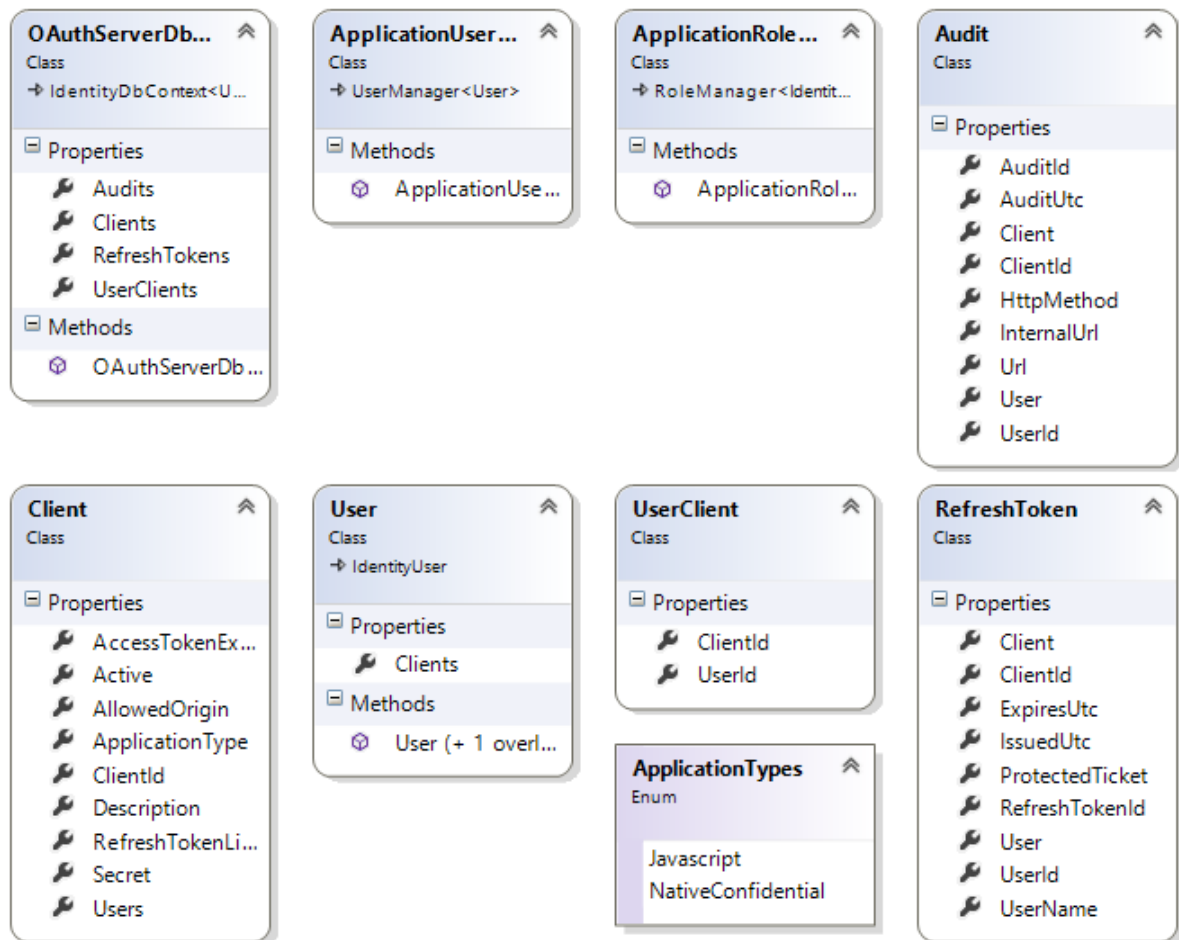 OAuthServerDb...
Class
IdentityDbContext<U...
Properties
Audits
Clients
RefreshTokens
UserClients
Methods
OAuthServerDb...
ApplicationUser...
Class
UserManager<User>
Methods
ApplicationUse...
ApplicationRole...
Class
RoleManager<Identit...
Methods
ApplicationRol...
Audit
Class
Properties
AuditId
AuditUtc
Client
ClientId
HttpMethod
InternalUrl
Url
User
UserId
Client
Class
Properties
AccessTokenEx...
Active
AllowedOrigin
ApplicationType
ClientId
Description
RefreshTokenLi...
Secret
Users
User
Class
IdentityUser
Properties
Clients
Methods
User (+ 1 overl...
UserClient
Class
Properties
ClientId
UserId
ApplicationTypes
Enum
Javascript
NativeConfidential
RefreshToken
Class
Properties
Client
ClientId
ExpiresUtc
IssuedUtc
ProtectedTicket
RefreshTokenId
User
UserId
UserName